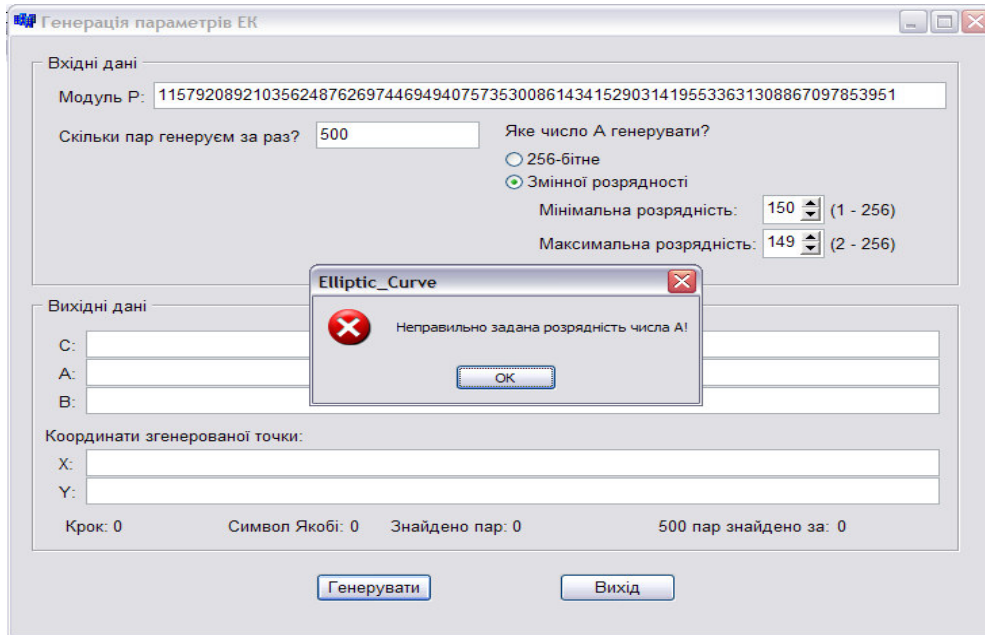 Генерація параметрів ЕК
Вхідні дані
Модуль P: 115792089210356248762697446949407573530086143415290314195533631308867097853951
Скільки пар генеруєм за раз? 500
Яке число А генерувати?
256-бітне
Змінної розрядності
Мінімальна розрядність: 150 (1 - 256)
Максимальна розрядність: 149 (2 - 256)
Elliptic_Curve
Неправильно задана розрядність числа А!
ОК
Вихідні дані
C:
A:
B:
Координати згенерованої точки:
X:
Y:
Крок: 0 Символ Якобі: 0 Знайдено пар: 0 500 пар знайдено за: 0
Генерувати Вихід